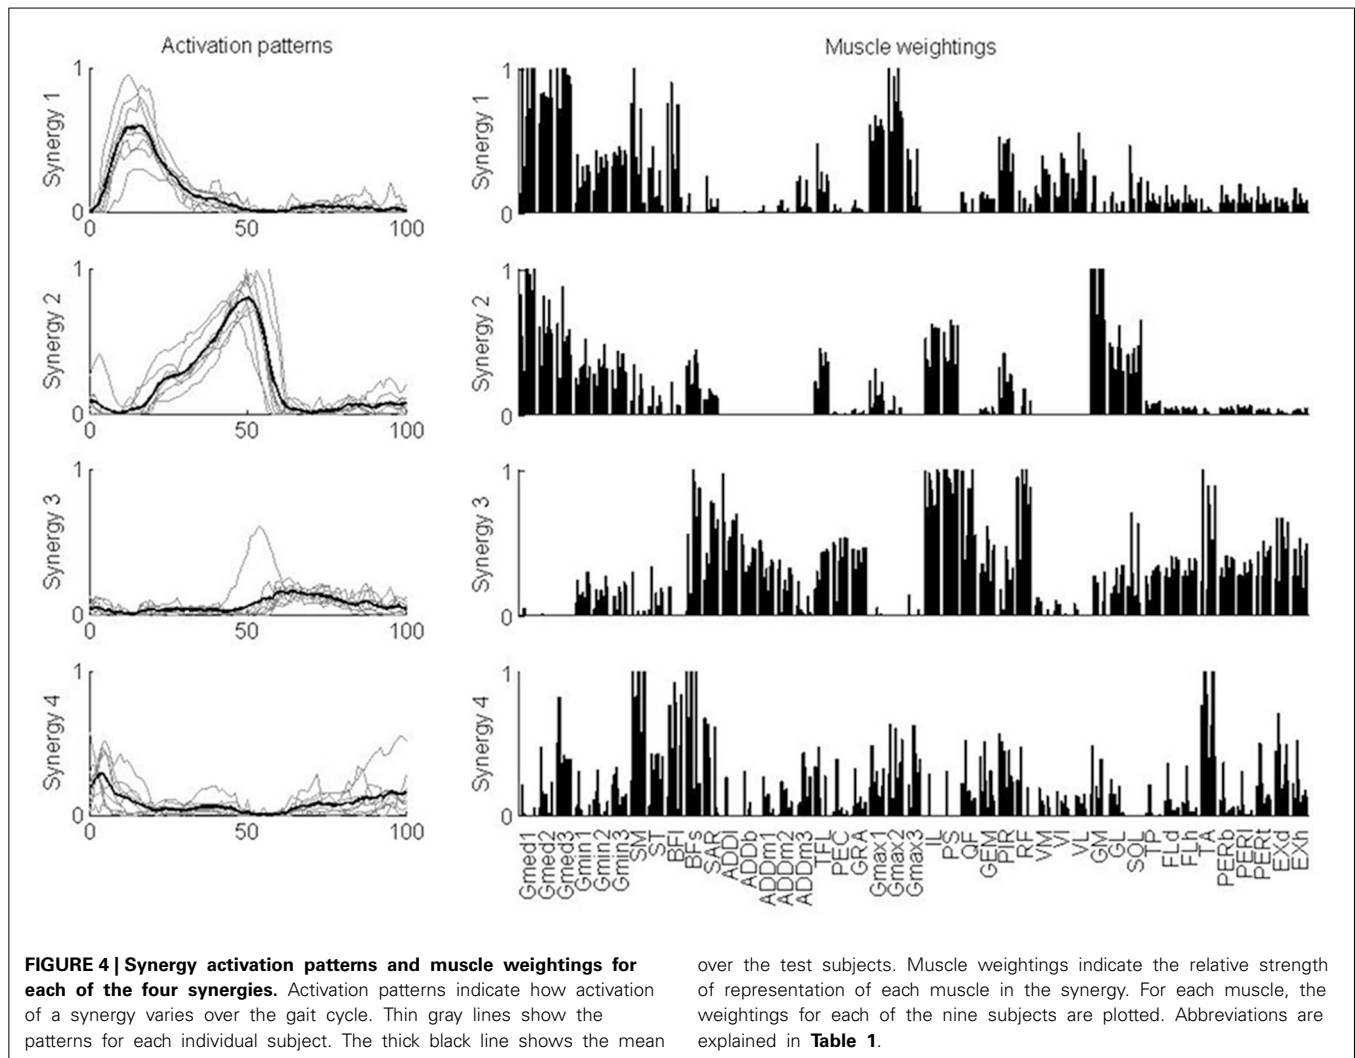 Activation patterns
Muscle weightings
Synergy 1
1
0
0
50
100
Synergy 1
1
0
Synergy 2
1
0
0
50
100
Synergy 2
1
0
Synergy 3
1
0
0
50
100
Synergy 3
1
0
Synergy 4
1
0
0
50
100
Synergy 4
1
0
Gmed1
Gmed2
Gmed3
Gmin1
Gmin2
Gmin3
SM
ST
BFl
BFs
SAR
ADDl
ADDb
ADDm1
ADDm2
ADDm3
TFL
PEC
GRA
Gmax1
Gmax2
Gmax3
IL
PS
QF
GEM
PIR
RF
VM
VI
VL
GM
GL
SOL
TP
FLd
FLh
TA
PERb
PERl
PERt
EXd
EXh
FIGURE 4 | Synergy activation patterns and muscle weightings for
each of the four synergies. Activation patterns indicate how activation
of a synergy varies over the gait cycle. Thin gray lines show the
patterns for each individual subject. The thick black line shows the mean
over the test subjects. Muscle weightings indicate the relative strength
of representation of each muscle in the synergy. For each muscle, the
weightings for each of the nine subjects are plotted. Abbreviations are
explained in Table 1.